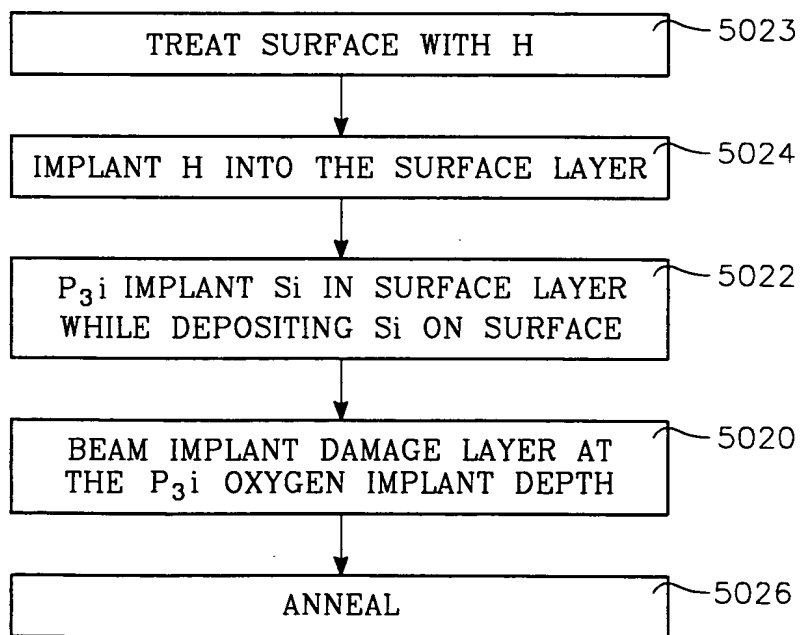 TREAT SURFACE WITH H
5023
IMPLANT H INTO THE SURFACE LAYER
5024
P₃i IMPLANT Si IN SURFACE LAYER
WHILE DEPOSITING Si ON SURFACE
5022
BEAM IMPLANT DAMAGE LAYER AT
THE P₃i OXYGEN IMPLANT DEPTH
5020
ANNEAL
5026